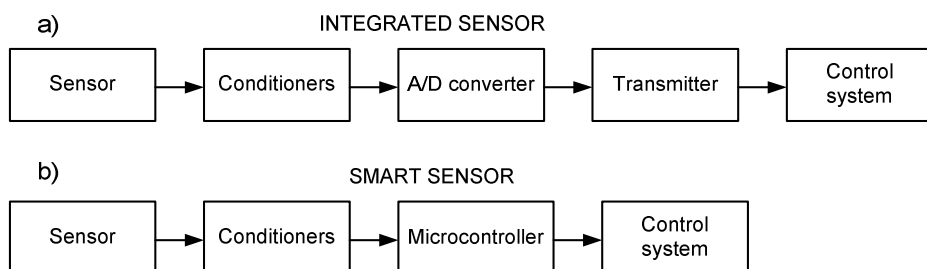 a)
INTEGRATED SENSOR
Sensor
Conditioners
A/D converter
Transmitter
Control
system
b)
SMART SENSOR
Sensor
Conditioners
Microcontroller
Control
system